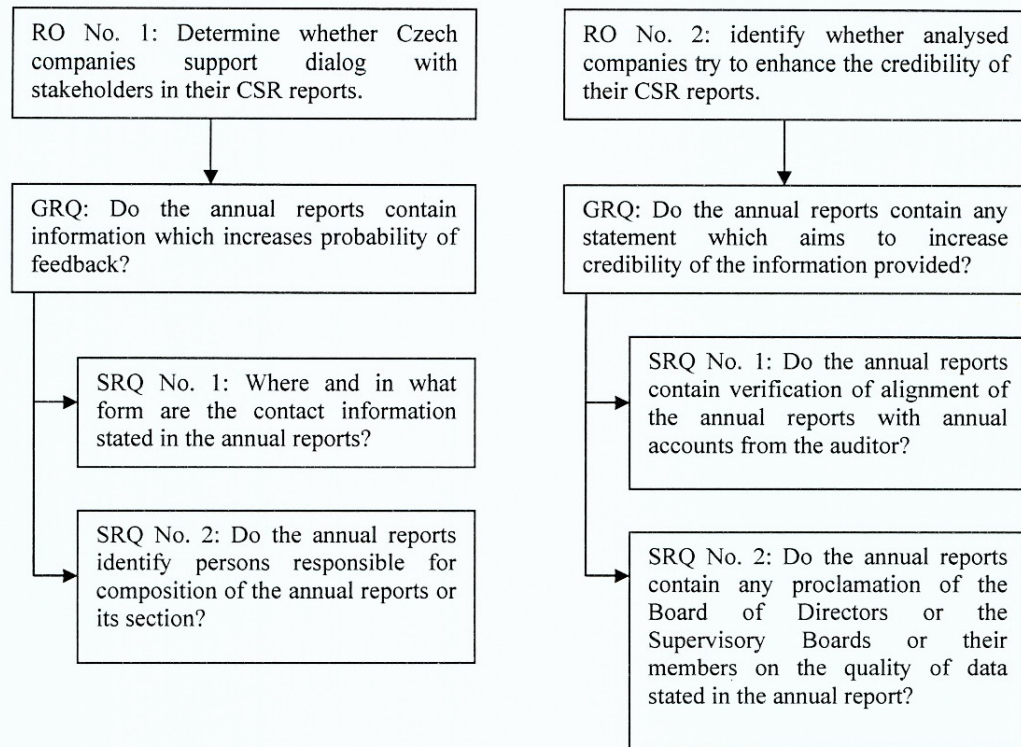 RO No. 1: Determine whether Czech
companies support dialog with
stakeholders in their CSR reports.
GRQ: Do the annual reports contain
information which increases probability of
feedback?
SRQ No. 1: Where and in what
form are the contact information
stated in the annual reports?
SRQ No. 2: Do the annual reports
identify persons responsible for
composition of the annual reports or
its section?
RO No. 2: identify whether analysed
companies try to enhance the credibility of
their CSR reports.
GRQ: Do the annual reports contain any
statement which aims to increase
credibility of the information provided?
SRQ No. 1: Do the annual reports
contain verification of alignment of
the annual reports with annual
accounts from the auditor?
SRQ No. 2: Do the annual reports
contain any proclamation of the
Board of Directors or the
Supervisory Boards or their
members on the quality of data
stated in the annual report?